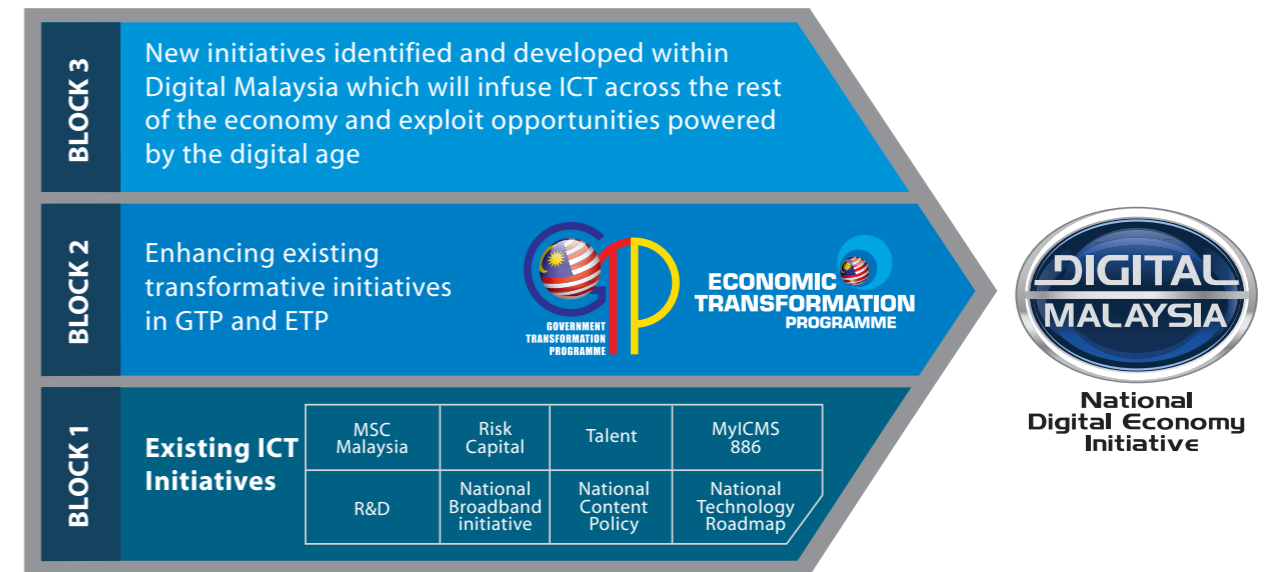 BLOCK 3
New initiatives identified and developed within
Digital Malaysia which will infuse ICT across the rest
of the economy and exploit opportunities powered
by the digital age
BLOCK 2
Enhancing existing
transformative initiatives
in GTP and ETP
GTP
GOVERNMENT
TRANSFORMATION
PROGRAMME
ECONOMIC
TRANSFORMATION
PROGRAMME
BLOCK 1
Existing ICT
Initiatives
MSC
Malaysia
Risk
Capital
Talent
MyICMS
886
R&D
National
Broadband
initiative
National
Content
Policy
National
Technology
Roadmap
DIGITAL
MALAYSIA
National
Digital Economy
Initiative